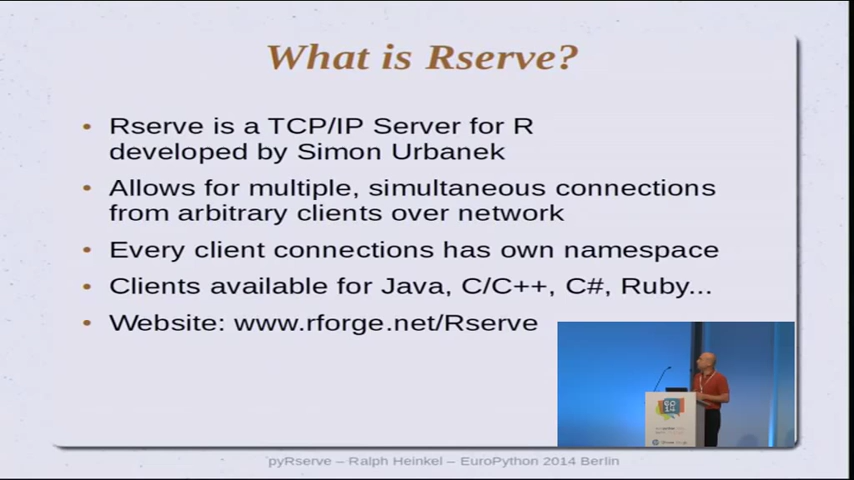 What is Rserve?
• Rserve is a TCP/IP Server for R
developed by Simon Urbanek
• Allows for multiple, simultaneous connections
from arbitrary clients over network
• Every client connections has own namespace
• Clients available for Java, C/C++, C#, Ruby...
• Website: www.rforge.net/Rserve
pyRserve – Ralph Heinkel – EuroPython 2014 Berlin